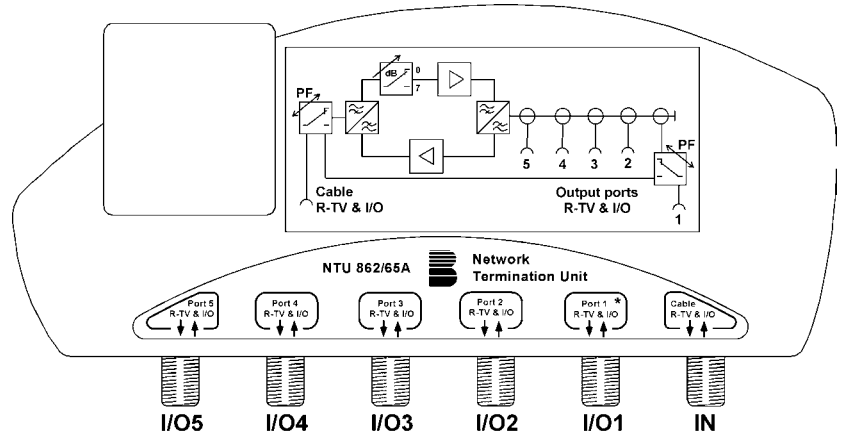 dB
0
7
PF
PF
5
4
3
2
1
Cable
R-TV & I/O
Output ports
R-TV & I/O
NTU 862/65A
Network
Termination Unit
Port 5
R-TV & I/O
Port 4
R-TV & I/O
Port 3
R-TV & I/O
Port 2
R-TV & I/O
Port 1 *
R-TV & I/O
Cable
R-TV & I/O
I/O5
I/O4
I/O3
I/O2
I/O1
IN